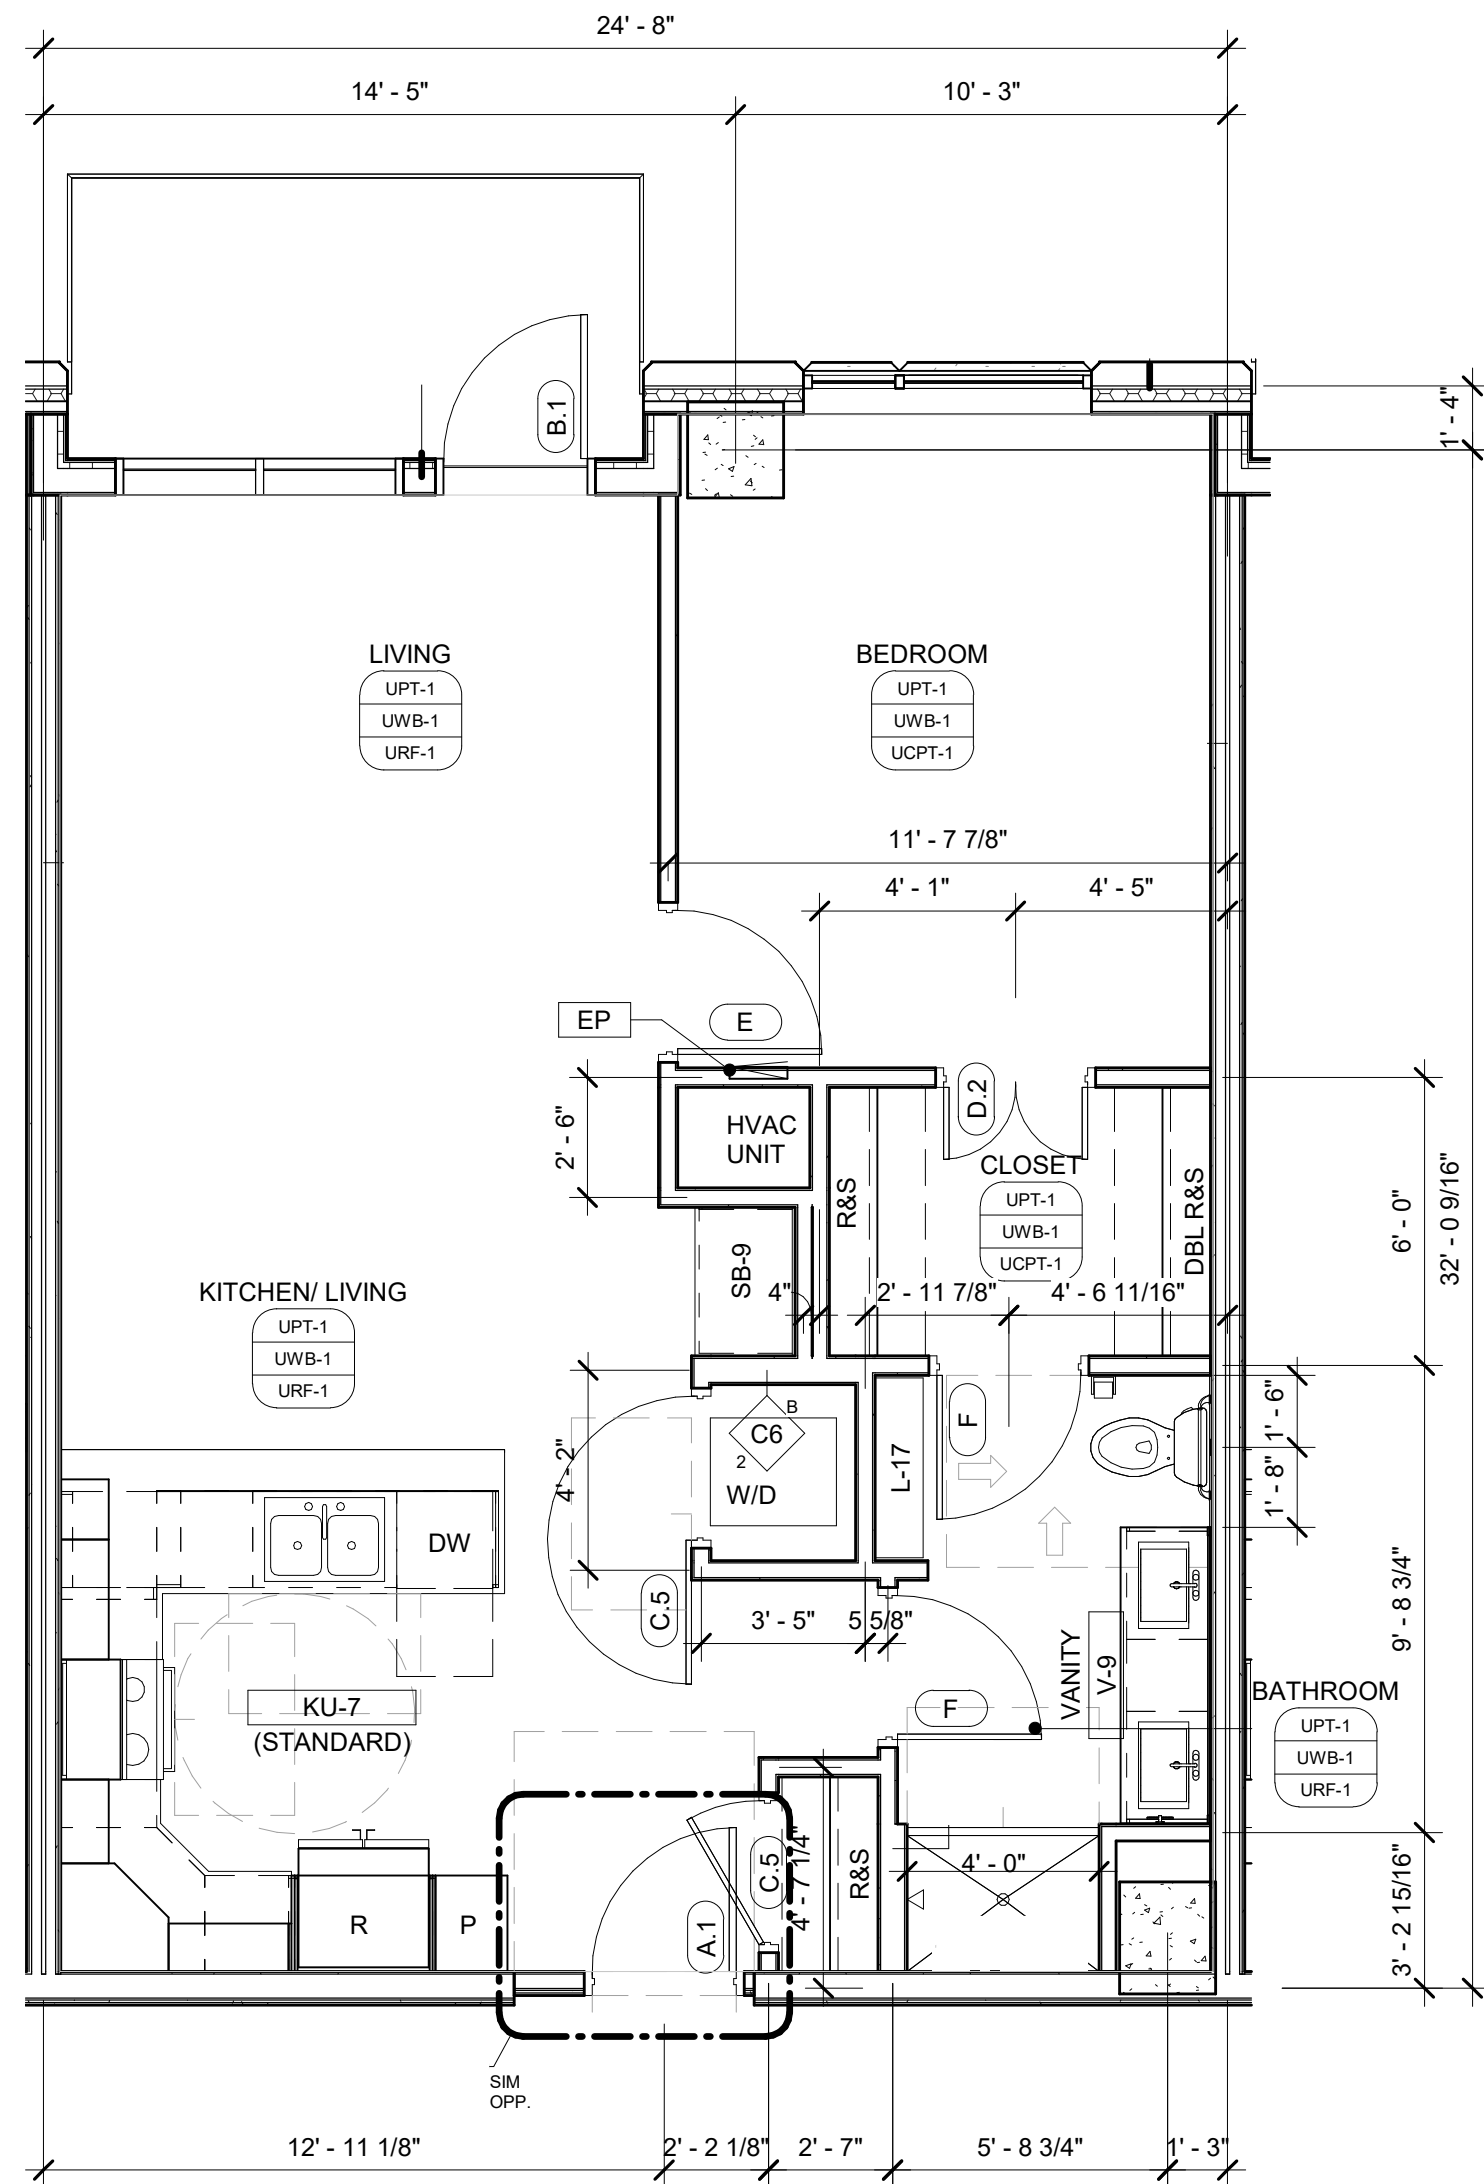 24' - 8"
14' - 5"
10' - 3"
1' - 4"
B.1
LIVING
UPT-1
UWB-1
URF-1
BEDROOM
UPT-1
UWB-1
UCPT-1
11' - 7 7/8"
4' - 1"
4' - 5"
EP
E
D.2
2' - 6"
HVAC
UNIT
CLOSET
UPT-1
UWB-1
UCPT-1
R&S
DBL R&S
6' - 0"
32' - 0 9/16"
SB-9
4"
2' - 11 7/8"
4' - 6 11/16"
KITCHEN/ LIVING
UPT-1
UWB-1
URF-1
B
C6
2
W/D
4' - 2"
L-17
F
1' - 6"
1' - 8"
DW
C.5
3' - 5"
5 5/8"
9' - 8 3/4"
VANITY
V-9
KU-7
(STANDARD)
F
BATHROOM
UPT-1
UWB-1
URF-1
R
P
A.1
C.5
4' - 7 1/4"
R&S
4' - 0"
3' - 2 15/16"
SIM
OPP.
12' - 11 1/8"
2' - 2 1/8"
2' - 7"
5' - 8 3/4"
1' - 3"